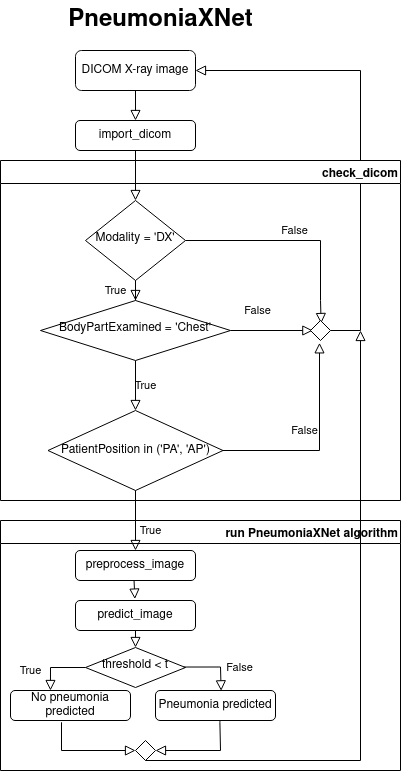 PneumoniaXNet
DICOM X-ray image
import_dicom
check_dicom
Modality = 'DX'
False
True
BodyPartExamined = 'Chest'
False
True
PatientPosition in ('PA', 'AP')
False
True
run PneumoniaXNet algorithm
preprocess_image
predict_image
threshold < t
True
False
No pneumonia
predicted
Pneumonia predicted